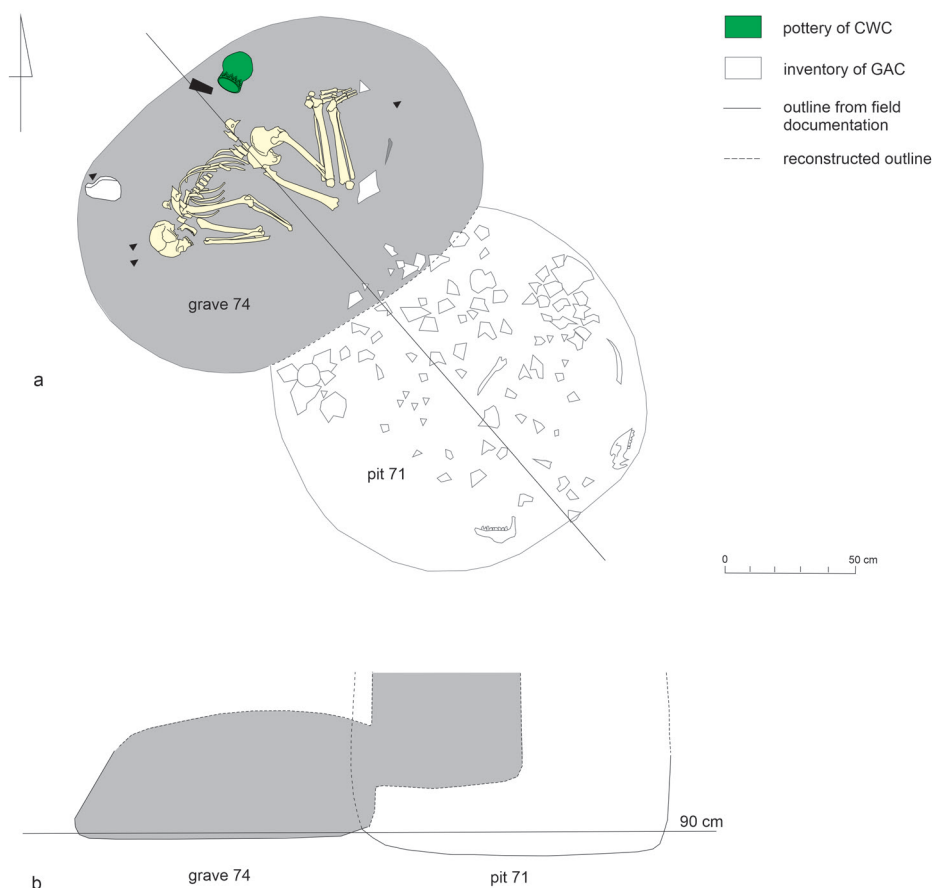 pottery of CWC
inventory of GAC
outline from field
documentation
reconstructed outline
grave 74
a
pit 71
0 50 cm
90 cm
grave 74 pit 71
b